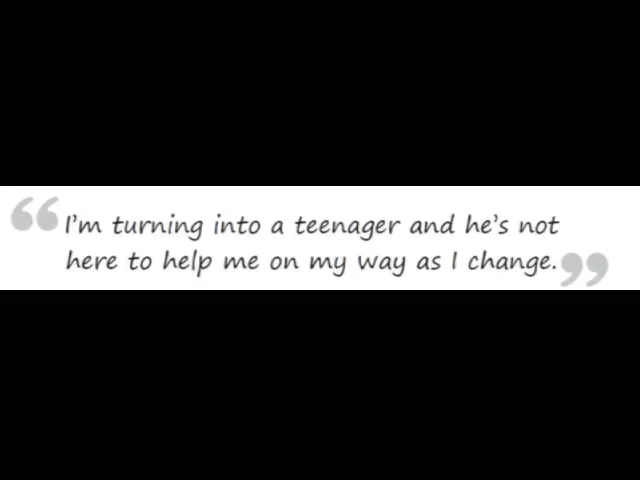 “I’m turning into a teenager and he’s not
here to help me on my way as I change.”